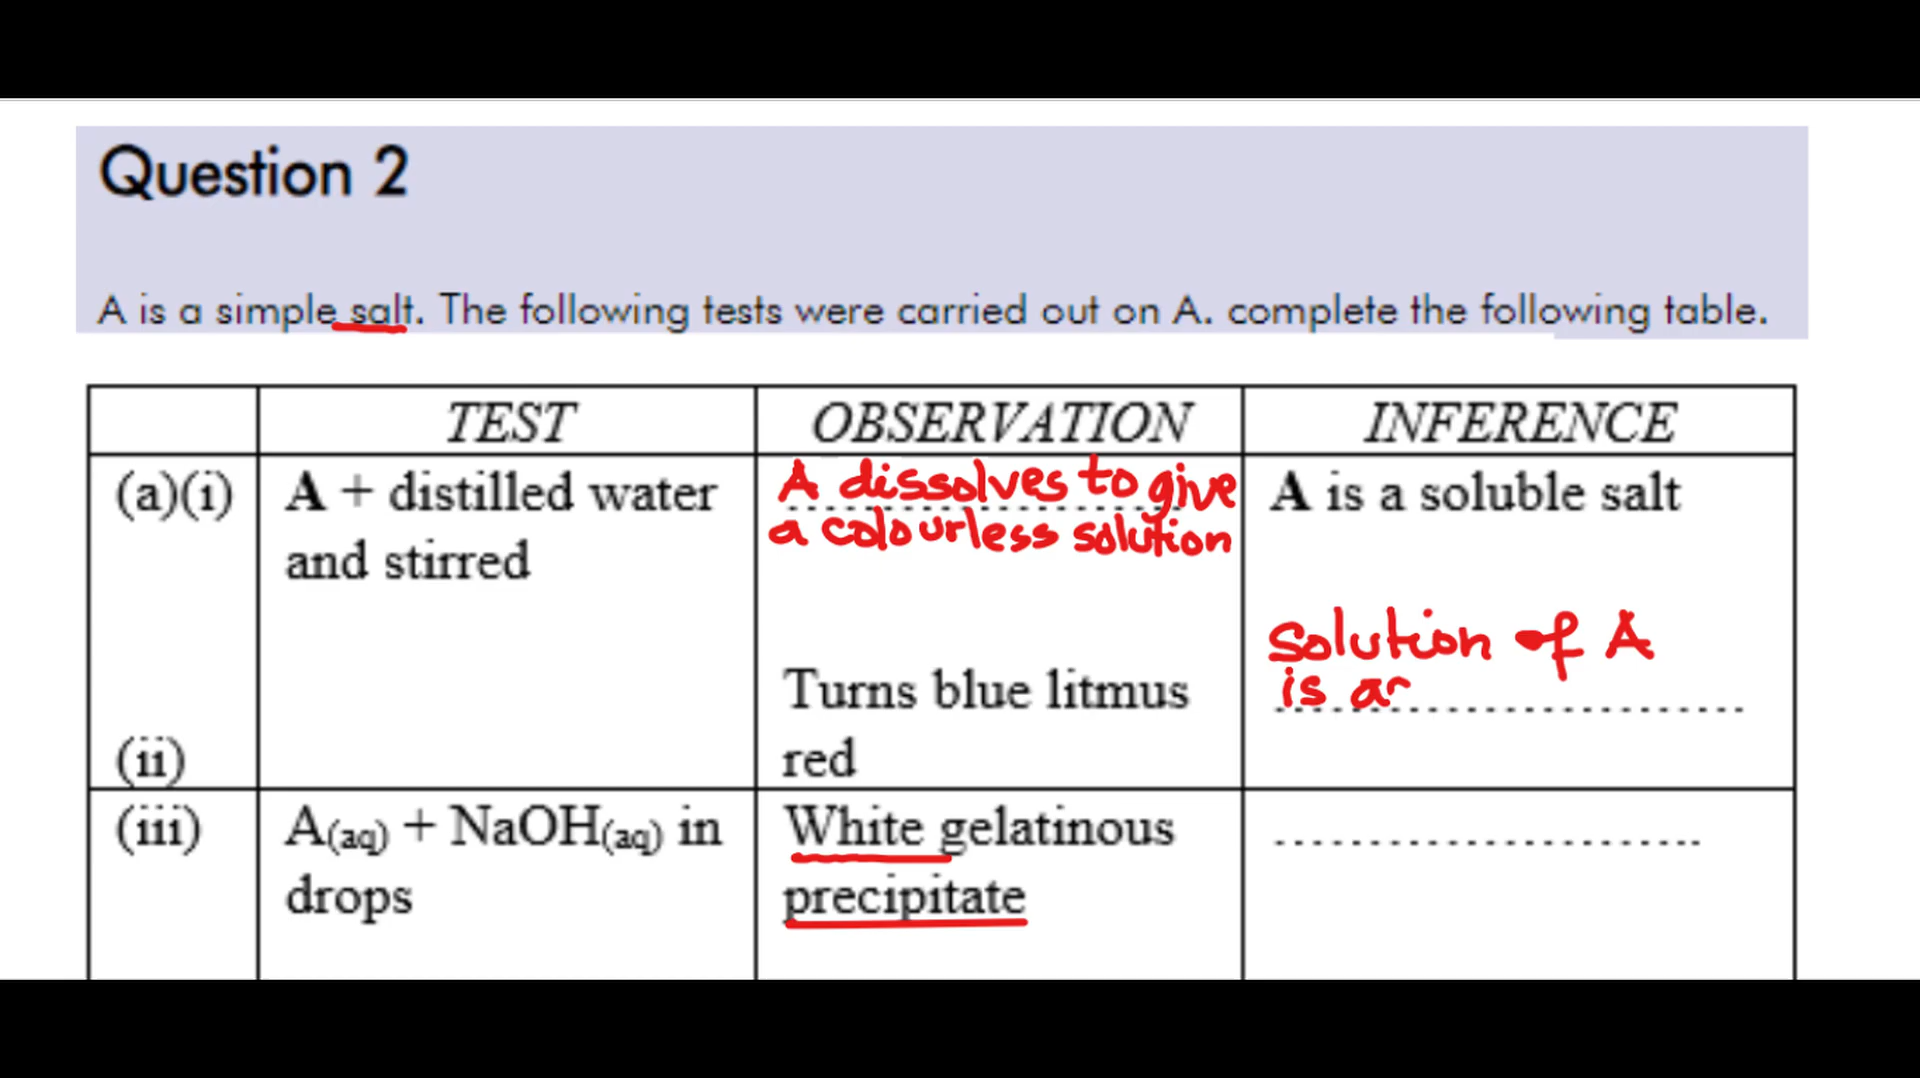 Question 2
A is a simple salt. The following tests were carried out on A. complete the following table.
TEST OBSERVATION INFERENCE
(a)(i) A + distilled water A dissolves to give A is a soluble salt
and stirred a colourless solution
solution of A
Turns blue litmus is ar
(ii) red
(iii) A(aq) + NaOH(aq) in White gelatinous
drops precipitate